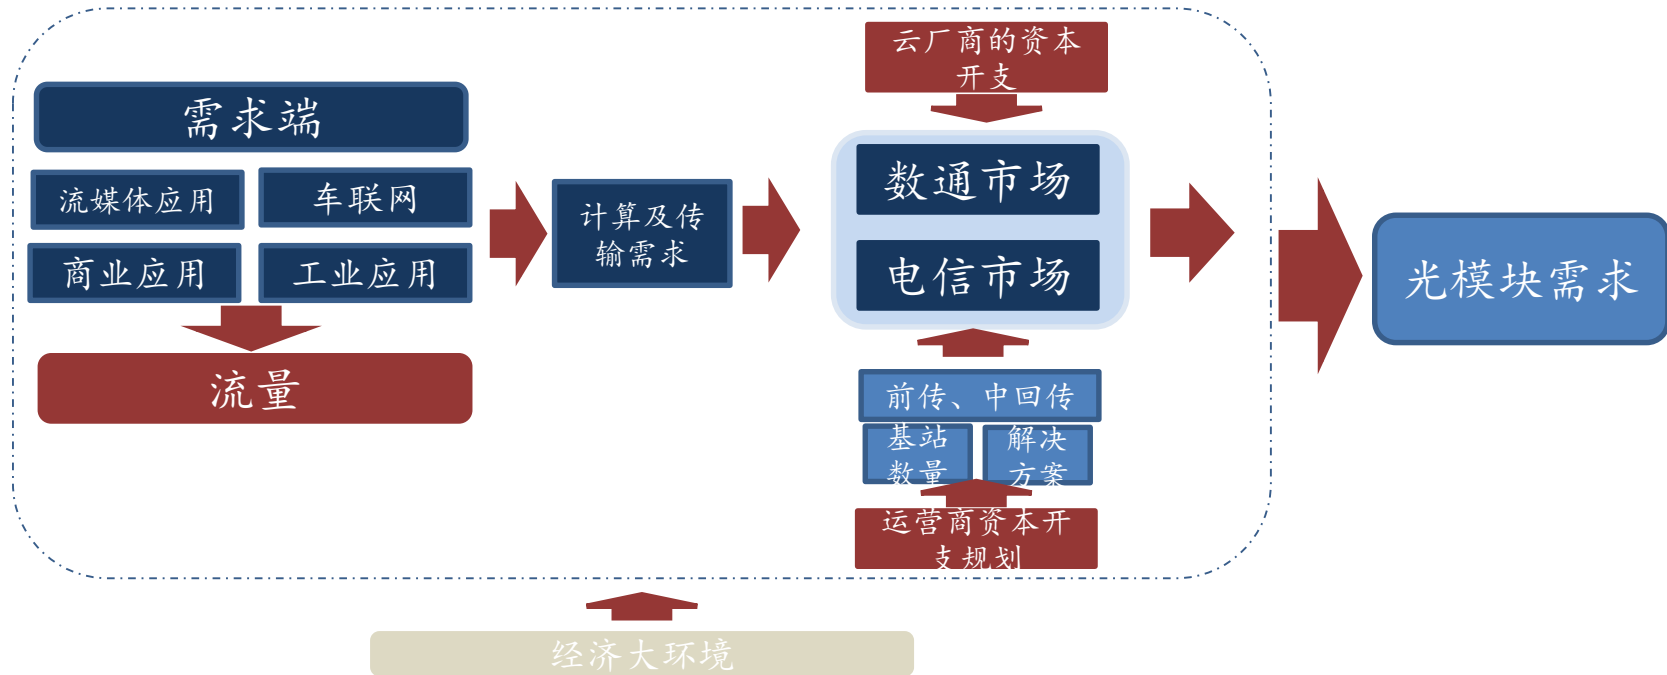 云厂商的资本
开支
需求端
流媒体应用
车联网
商业应用
工业应用
流量
计算及传
输需求
数通市场
电信市场
光模块需求
前传、中回传
基站
数量
解决
方案
运营商资本开
支规划
经济大环境